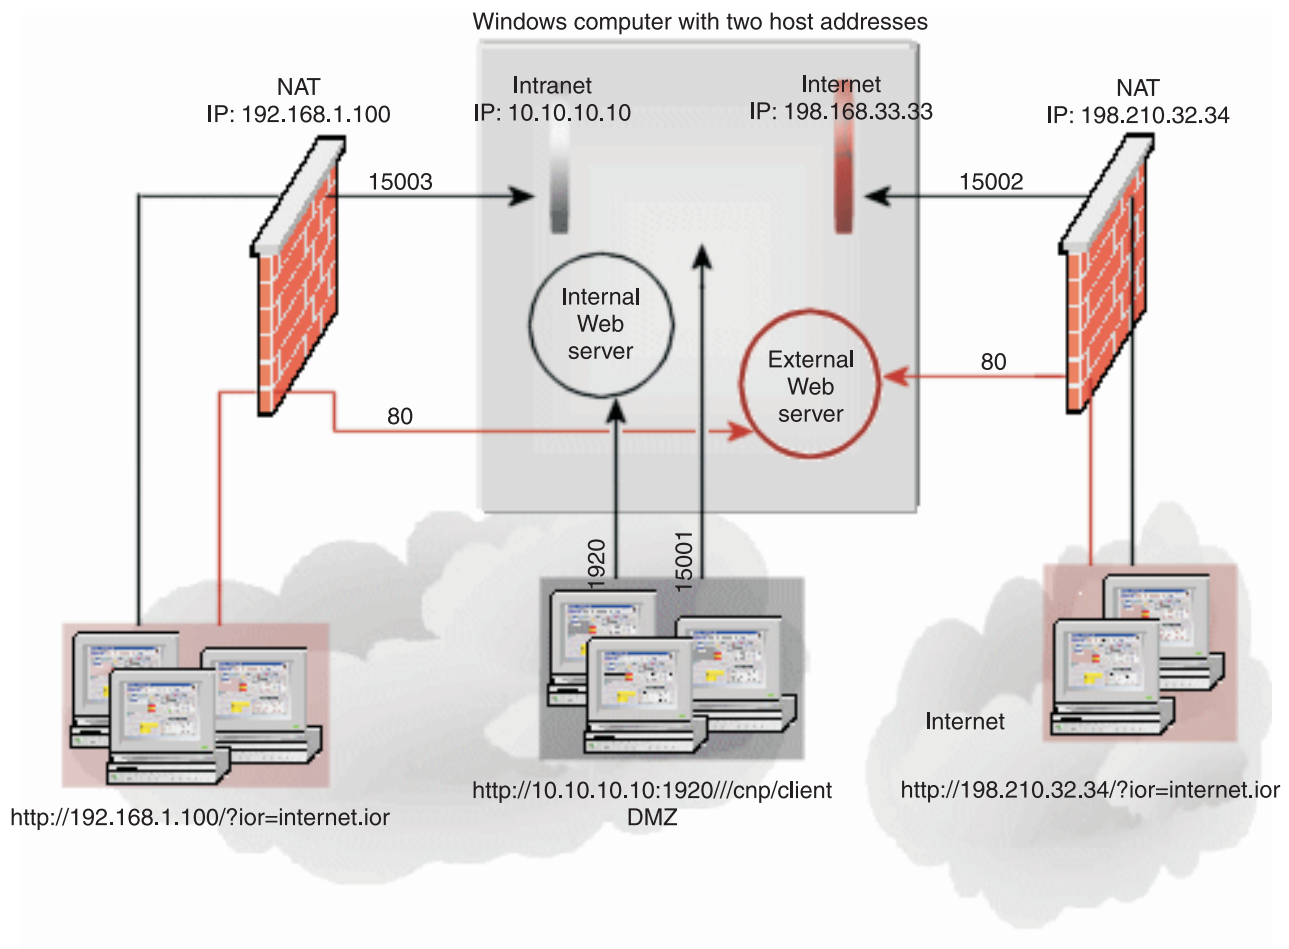 Windows computer with two host addresses
NAT
IP: 192.168.1.100
Intranet
IP: 10.10.10.10
Internet
IP: 198.168.33.33
NAT
IP: 198.210.32.34
15003
15002
Internal
Web
server
External
Web
server
80
80
1920
15001
Internet
http://192.168.1.100/?ior=internet.ior
http://10.10.10.10:1920///cnp/client
DMZ
http://198.210.32.34/?ior=internet.ior